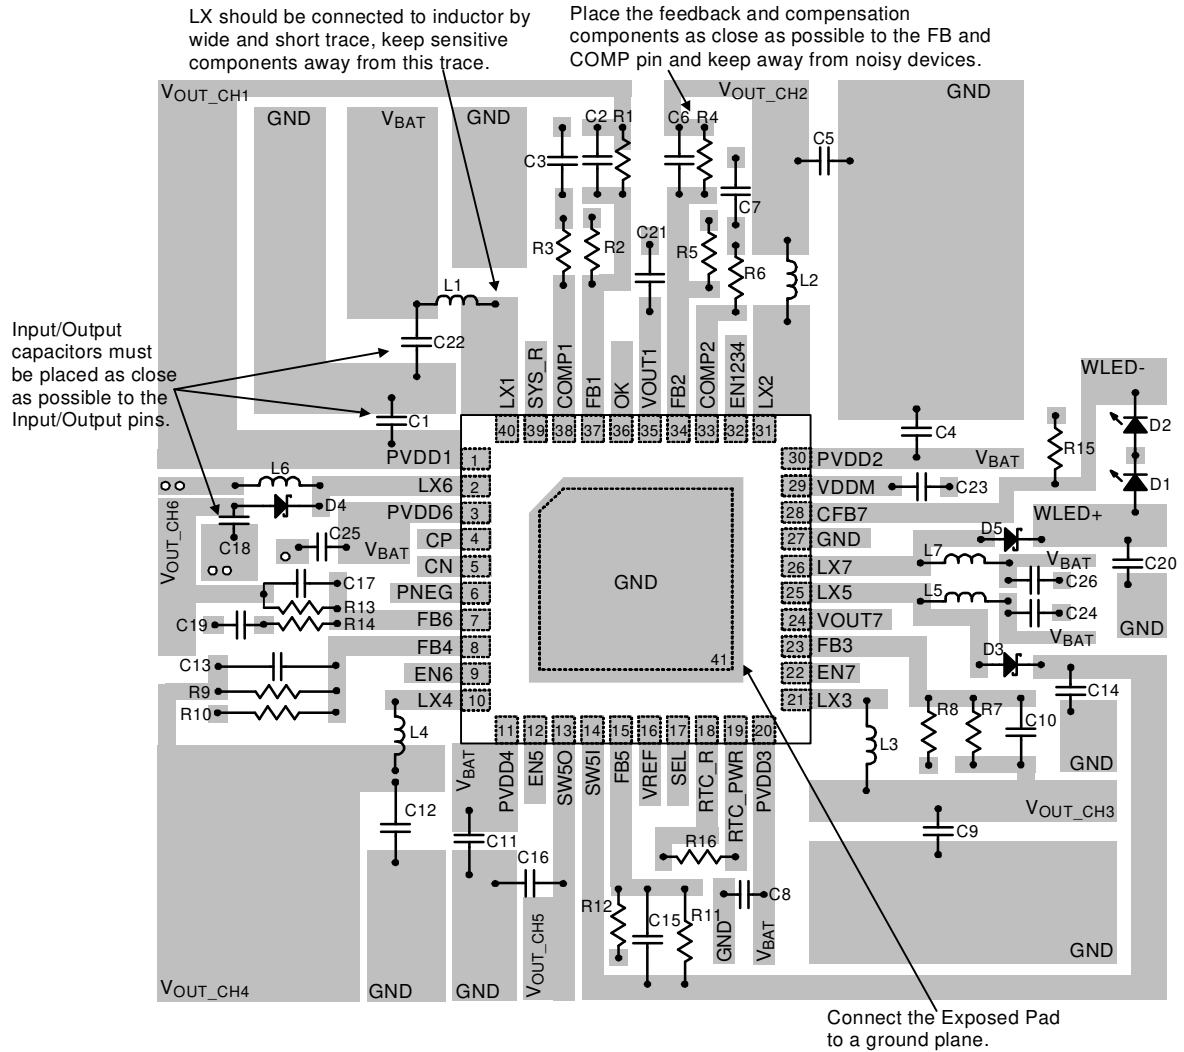 LX should be connected to inductor by
wide and short trace, keep sensitive
components away from this trace.
Place the feedback and compensation
components as close as possible to the FB and
COMP pin and keep away from noisy devices.
VOUT_CH1
GND
VBAT
GND
C2 R1
C6 R4
VOUT_CH2
GND
C3
C5
C7
R3
R2
C21
R5
R6
L2
L1
Input/Output
capacitors must
be placed as close
as possible to the
Input/Output pins.
C22
C1
LX1
SYS_R
COMP1
FB1
OK
VOUT1
FB2
COMP2
EN1234
LX2
40 39 38 37 36 35 34 33 32 31
WLED-
D2
D1
R15
C4
PVDD1 1
30 PVDD2
VBAT
L6
LX6 2
29 VDDM
C23
D4
PVDD6 3
28 CFB7
WLED+
VOUT_CH6
C18
C25
VBAT
CP 4
27 GND
D5
CN 5
26 LX7
L7
VBAT
C26
C20
C17
R13
PNEG 6
25 LX5
L5
C24
VBAT
GND
C19
R14
FB6 7
24 VOUT7
GND
41
FB4 8
23 FB3
D3
C13
EN6 9
22 EN7
C14
R9
R10
LX4 10
21 LX3
L4
L3
R8
R7
C10
GND
11 12 13 14 15 16 17 18 19 20
VBAT
PVDD4
EN5
SW5O
SW5I
FB5
VREF
SEL
RTC_R
RTC_PWR
PVDD3
VOUT_CH3
C12
C11
C16
R16
C9
C8
R12
C15
R11
GND
VBAT
GND
VOUT_CH5
VOUT_CH4
GND
GND
Connect the Exposed Pad
to a ground plane.